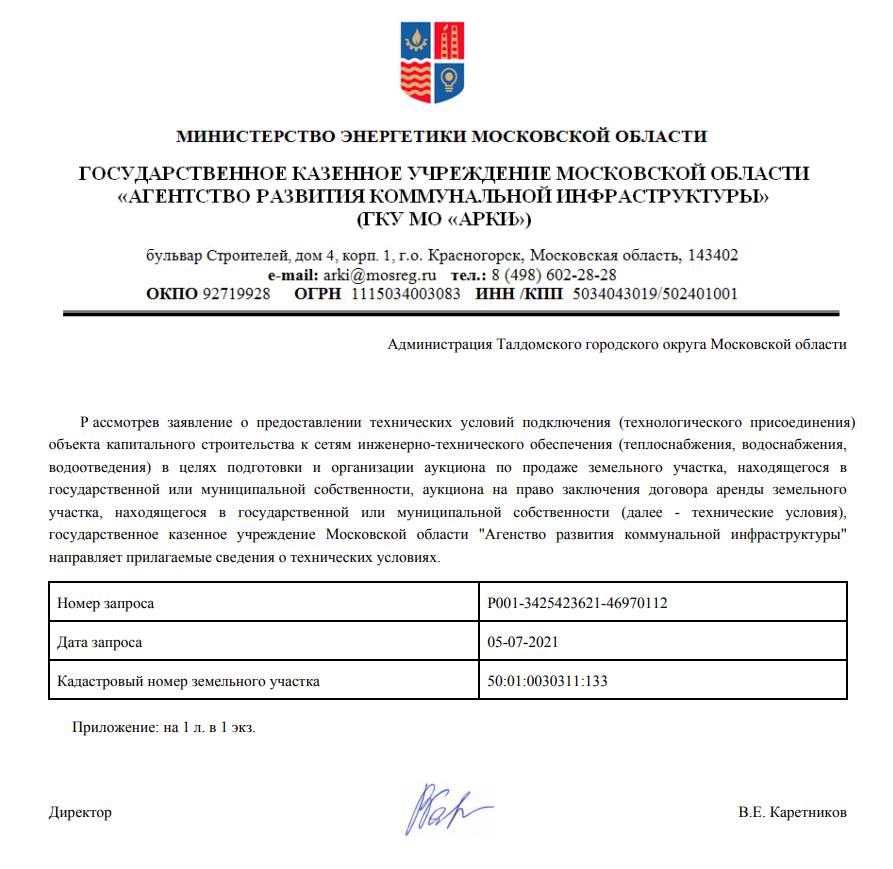 МИНИСТЕРСТВО ЭНЕРГЕТИКИ МОСКОВСКОЙ ОБЛАСТИ
ГОСУДАРСТВЕННОЕ КАЗЕННОЕ УЧРЕЖДЕНИЕ МОСКОВСКОЙ ОБЛАСТИ
«АГЕНТСТВО РАЗВИТИЯ КОММУНАЛЬНОЙ ИНФРАСТРУКТУРЫ»
(ГКУ МО «АРКИ»)
бульвар Строителей, дом 4, корп. 1, г.о. Красногорск, Московская область, 143402
e-mail: arki@mosreg.ru тел.: 8 (498) 602-28-28
ОКПО 92719928 ОГРН 1115034003083 ИНН /КПП 5034043019/502401001
Администрация Талдомского городского округа Московской области
Р ассмотрев заявление о предоставлении технических условий подключения (технологического присоединения)
объекта капитального строительства к сетям инженерно-технического обеспечения (теплоснабжения, водоснабжения,
водоотведения) в целях подготовки и организации аукциона по продаже земельного участка, находящегося в
государственной или муниципальной собственности, аукциона на право заключения договора аренды земельного
участка, находящегося в государственной или муниципальной собственности (далее - технические условия),
государственное казенное учреждение Московской области "Агенство развития коммунальной инфраструктуры"
направляет прилагаемые сведения о технических условиях.
Номер запроса P001-3425423621-46970112
Дата запроса 05-07-2021
Кадастровый номер земельного участка 50:01:0030311:133
Приложение: на 1 л. в 1 экз.
Директор В.Е. Каретников